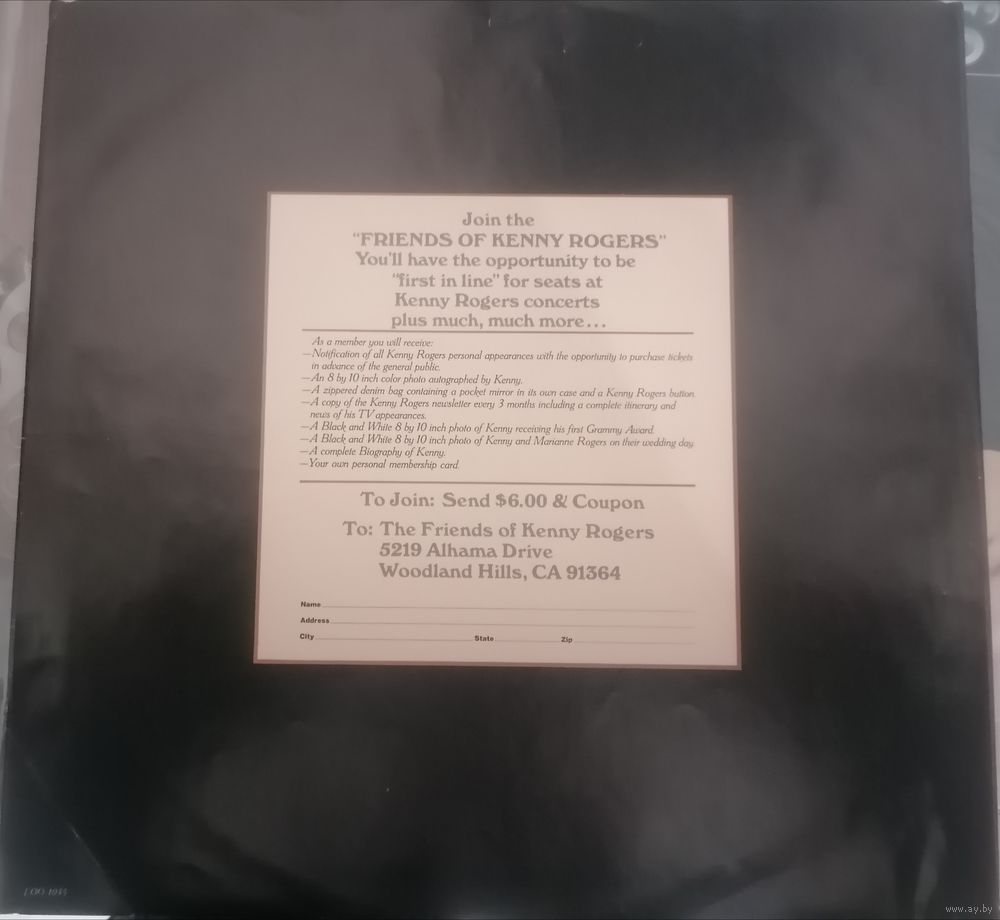 Join the
"FRIENDS OF KENNY ROGERS"
You'll have the opportunity to be
"first in line" for seats at
Kenny Rogers concerts
plus much, much more...
As a member you will receive:
—Notification of all Kenny Rogers personal appearances with the opportunity to purchase tickets
in advance of the general public.
—An 8 by 10 inch color photo autographed by Kenny.
—A zippered denim bag containing a pocket mirror in its own case and a Kenny Rogers button.
—A copy of the Kenny Rogers newsletter every 3 months including a complete itinerary and
news of his TV appearances.
—A Black and White 8 by 10 inch photo of Kenny receiving his first Grammy Award.
—A Black and White 8 by 10 inch photo of Kenny and Marianne Rogers on their wedding day.
—A complete Biography of Kenny.
—Your own personal membership card.
To Join: Send $6.00 & Coupon
To: The Friends of Kenny Rogers
5219 Alhama Drive
Woodland Hills, CA 91364
Name
Address
City State Zip
www.ay.by